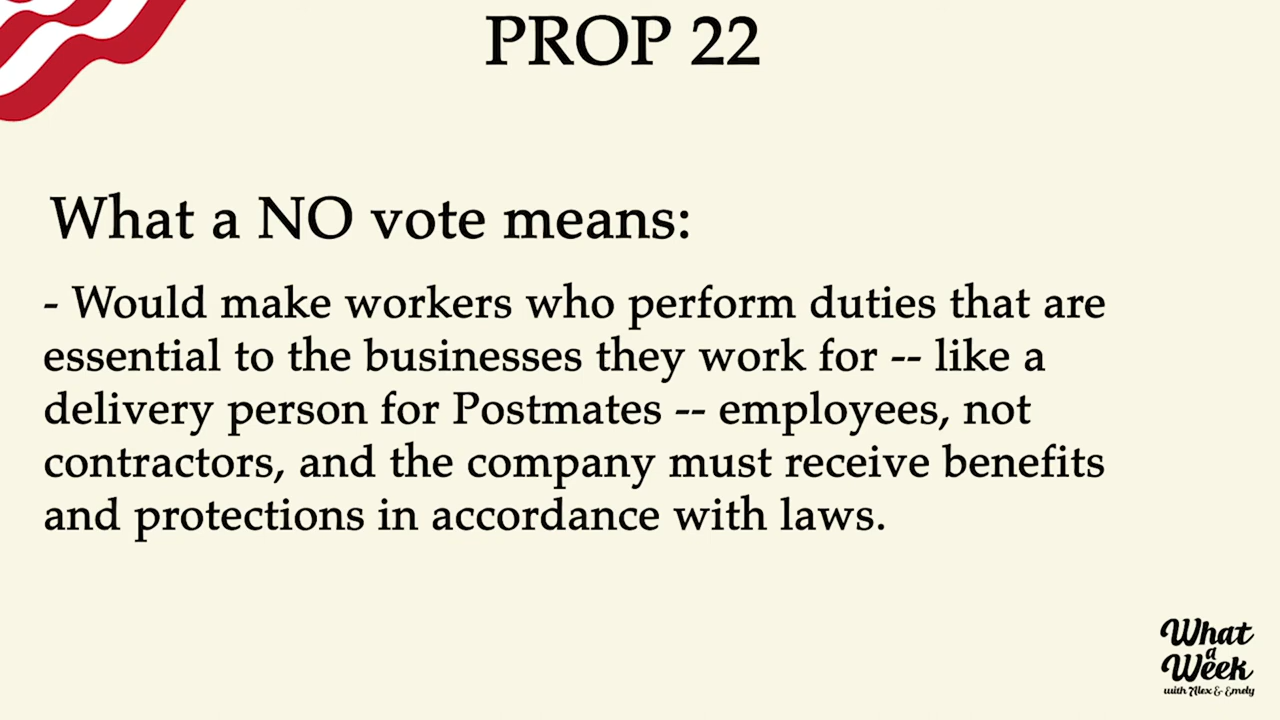 PROP 22
What a NO vote means:
- Would make workers who perform duties that are
essential to the businesses they work for -- like a
delivery person for Postmates -- employees, not
contractors, and the company must receive benefits
and protections in accordance with laws.
What
a
Week
with Alex & Emely